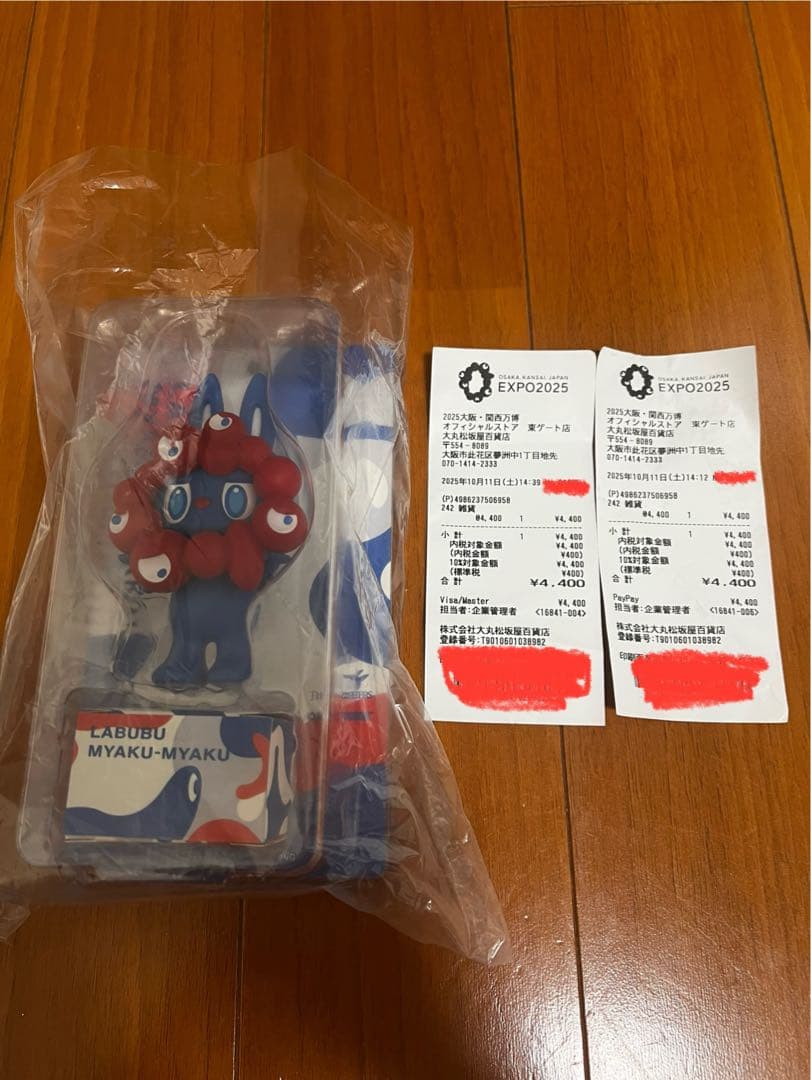 LABUBU
MYAKU-MYAKU
OSAKA, KANSAI, JAPAN
EXPO2025
2025大阪・関西万博
オフィシャルストア 東ゲート店
大丸松坂屋百貨店
〒554-8089
大阪市此花区夢洲中1丁目地先
070-1414-2333
2025年10月11日(土)14:39
(P)4986237506958
242 雑貨
@4,400 1 ¥4,400
小 計 1 ¥4,400
内税対象金額 ¥4,400
(内税金額 ¥400)
10%対象金額 ¥4,400
(標準税 ¥400)
合 計 ¥4,400
Visa/Master ¥4,400
担当者:企業管理者 <16841-004>
株式会社大丸松坂屋百貨店
登録番号:T9010601038982
OSAKA, KANSAI, JAPAN
EXPO2025
2025大阪・関西万博
オフィシャルストア 東ゲート店
大丸松坂屋百貨店
〒554-8089
大阪市此花区夢洲中1丁目地先
070-1414-2333
2025年10月11日(土)14:12
(P)4986237506958
242 雑貨
@4,400 1 ¥4,400
小 計 1 ¥4,400
内税対象金額 ¥4,400
(内税金額 ¥400)
10%対象金額 ¥4,400
(標準税 ¥400)
合 計 ¥4,400
PayPay ¥4,400
担当者:企業管理者 <16841-006>
株式会社大丸松坂屋百貨店
登録番号:T9010601038982